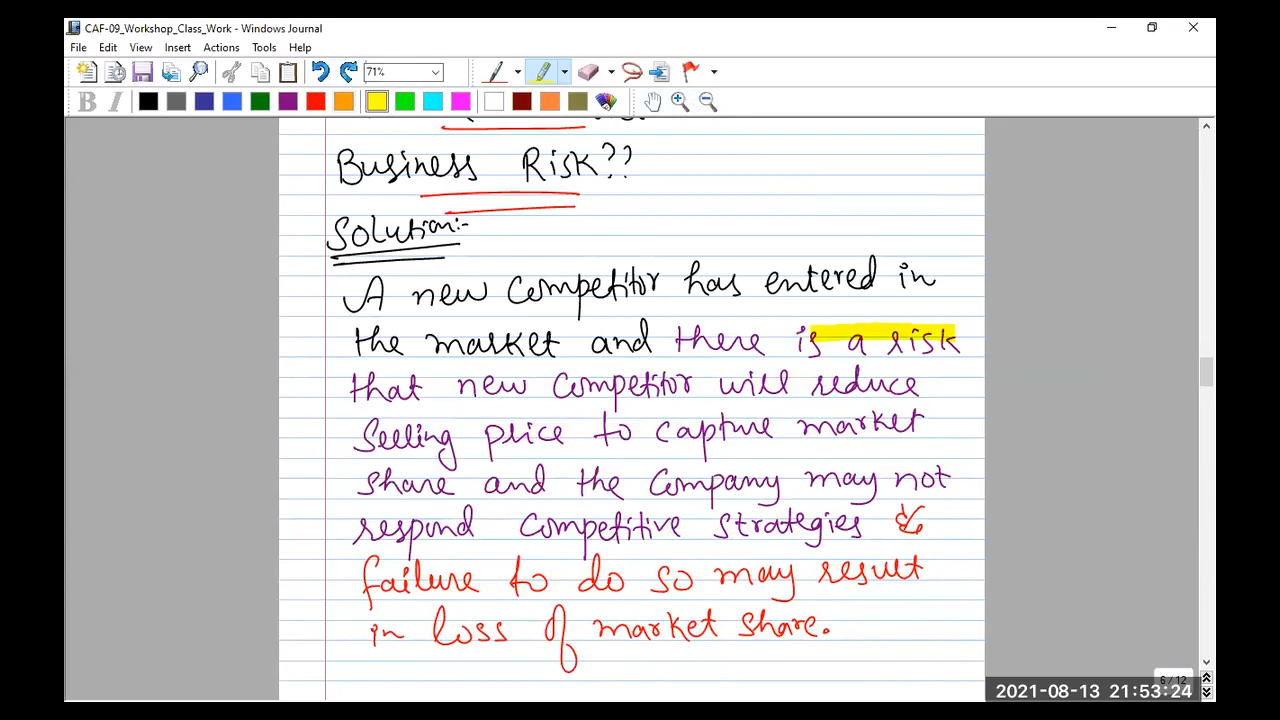 CAF-09_Workshop_Class_Work - Windows Journal
File Edit View Insert Actions Tools Help
71%
B I
Business Risk??
Solution:-
A new competitor has entered in
the market and there is a risk
that new competitor will reduce
selling price to capture market
share and the company may not
respond competitive strategies &
failure to do so may result
in loss of market share.
6 / 12
2021-08-13 21:53:24